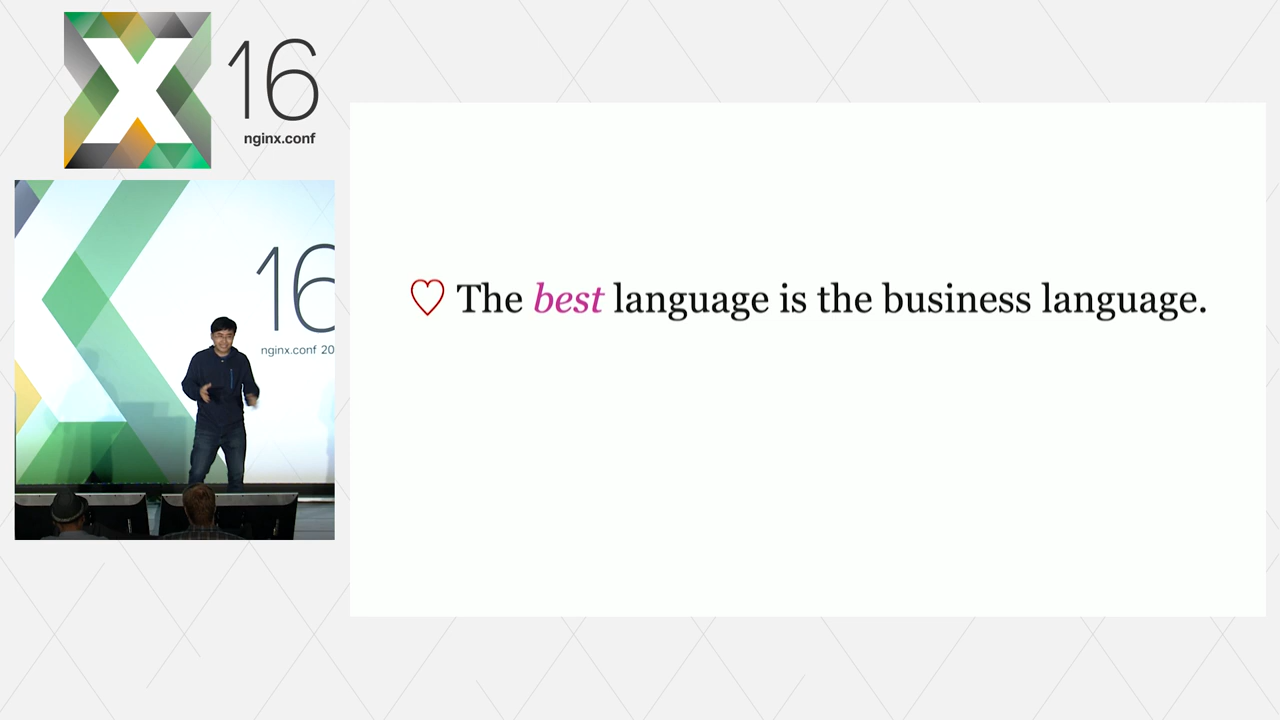 16
nginx.conf
16
nginx.conf 20
♡ The best language is the business language.